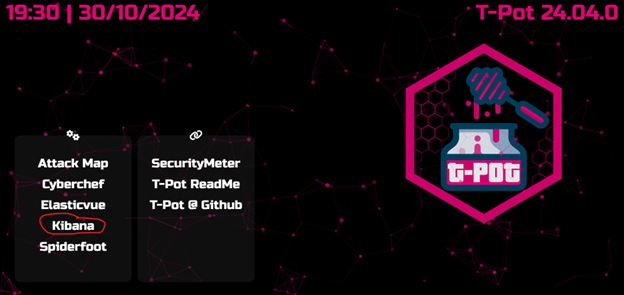 19:30 | 30/10/2024
T-Pot 24.04.0
Attack Map
Cyberchef
Elasticvue
Kibana
Spiderfoot
SecurityMeter
T-Pot ReadMe
T-Pot @ Github
t-pot